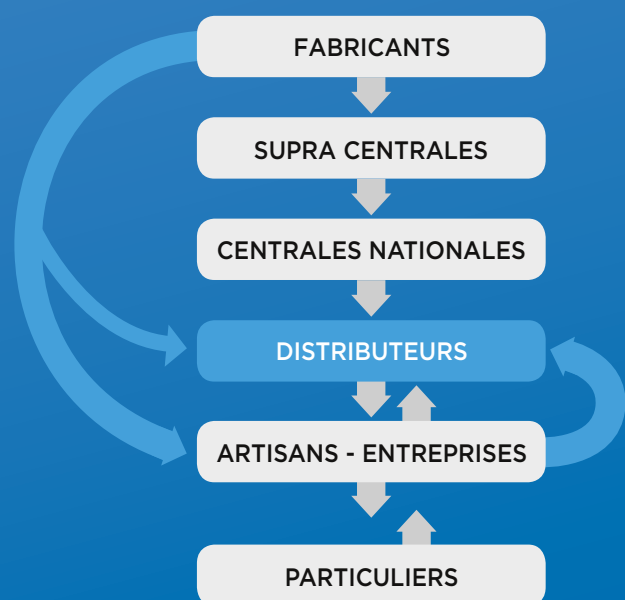 FABRICANTS
SUPRA CENTRALES
CENTRALES NATIONALES
DISTRIBUTEURS
ARTISANS - ENTREPRISES
PARTICULIERS